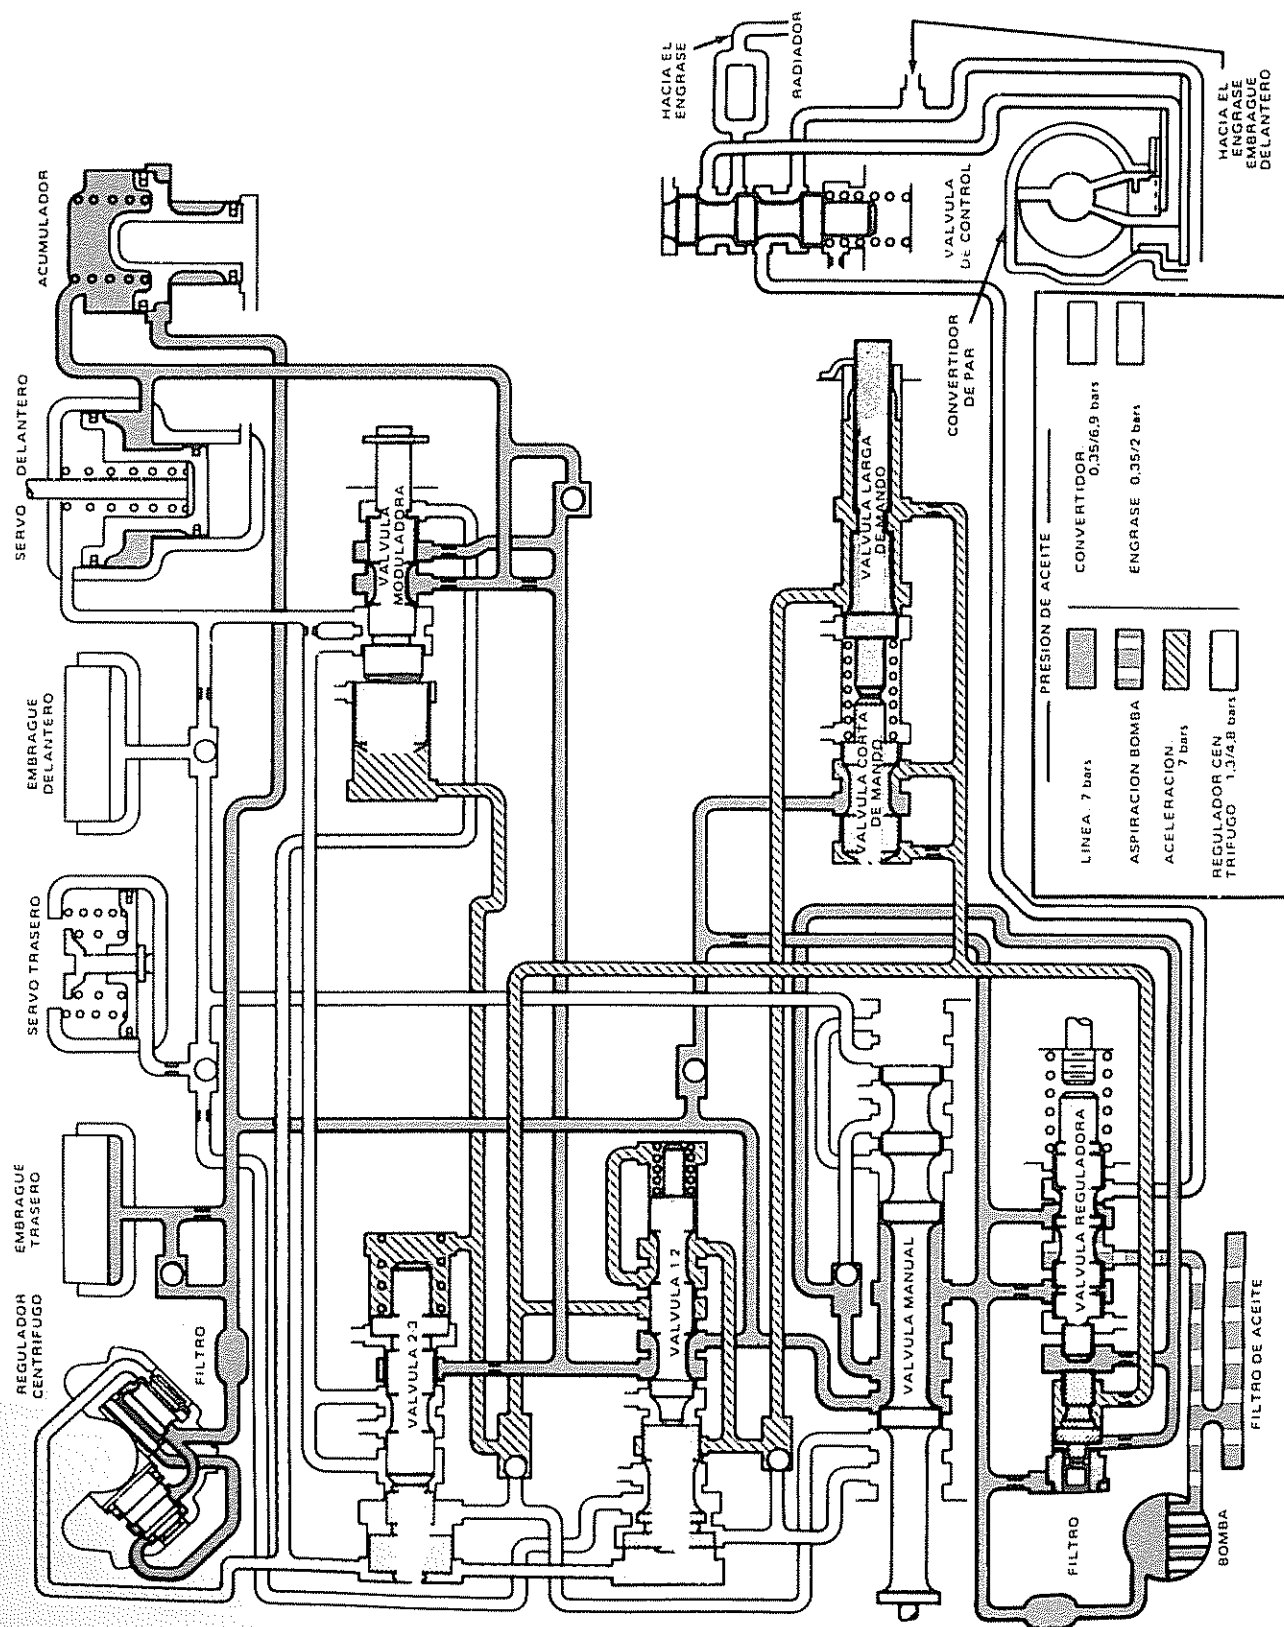 REGULADOR
CENTRIFUGO
EMBRAGUE
TRASERO
SERVO TRASERO
EMBRAGUE
DELANTERO
SERVO DELANTERO
ACUMULADOR
FILTRO
VALVULA 2-3
VALVULA
MODULADORA
HACIA EL
ENGRASE
RADIADOR
VALVULA 1 2
VALVULA CORTA
DE MANDO
VALVULA LARGA
DE MANDO
VALVULA
DE CONTROL
CONVERTIDOR
DE PAR
HACIA EL
ENGRASE
EMBRAGUE
DELANTERO
VALVULA MANUAL
VALVULA REGULADORA
FILTRO
BOMBA
FILTRO DE ACEITE
PRESION DE ACEITE
LINEA. 7 bars
ASPIRACION BOMBA
ACELERACION.
7 bars
REGULADOR CEN
TRIFUGO 1,3/4,8 bars
CONVERTIDOR
0,35/6,9 bars
ENGRASE 0,35/2 bars